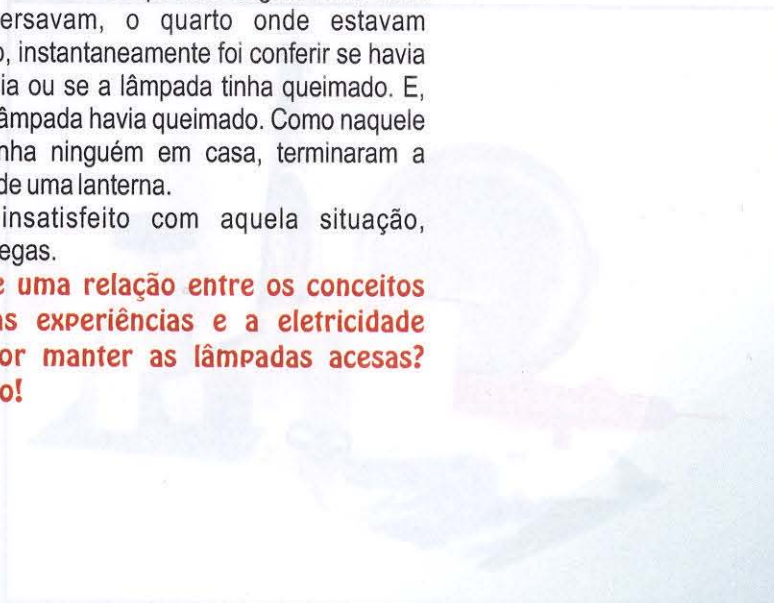 ersavam, o quarto onde estavam
o, instantaneamente foi conferir se havia
ia ou se a lâmpada tinha queimado. E,
âmpada havia queimado. Como naquele
nha ninguém em casa, terminaram a
de uma lanterna.
insatisfeito com aquela situação,
egas.
e uma relação entre os conceitos
as experiências e a eletricidade
or manter as lâmpadas acesas?
o!